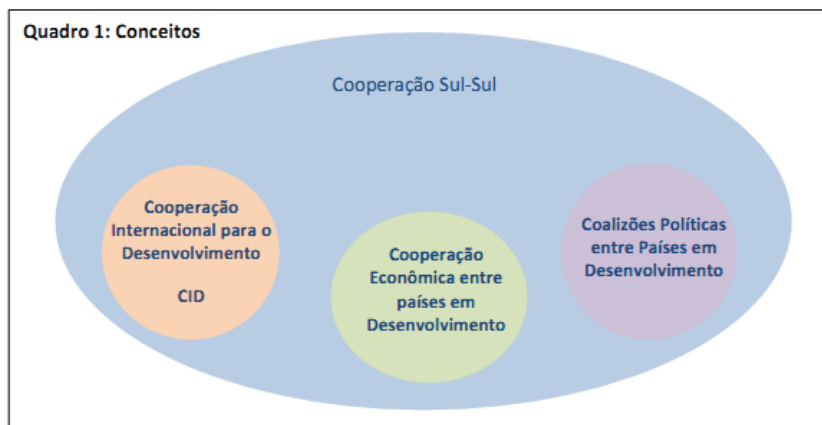 Quadro 1: Conceitos
Cooperação Sul-Sul
Cooperação
Internacional para o
Desenvolvimento
CID
Cooperação
Econômica entre
países em
Desenvolvimento
Coalizões Políticas
entre Países em
Desenvolvimento